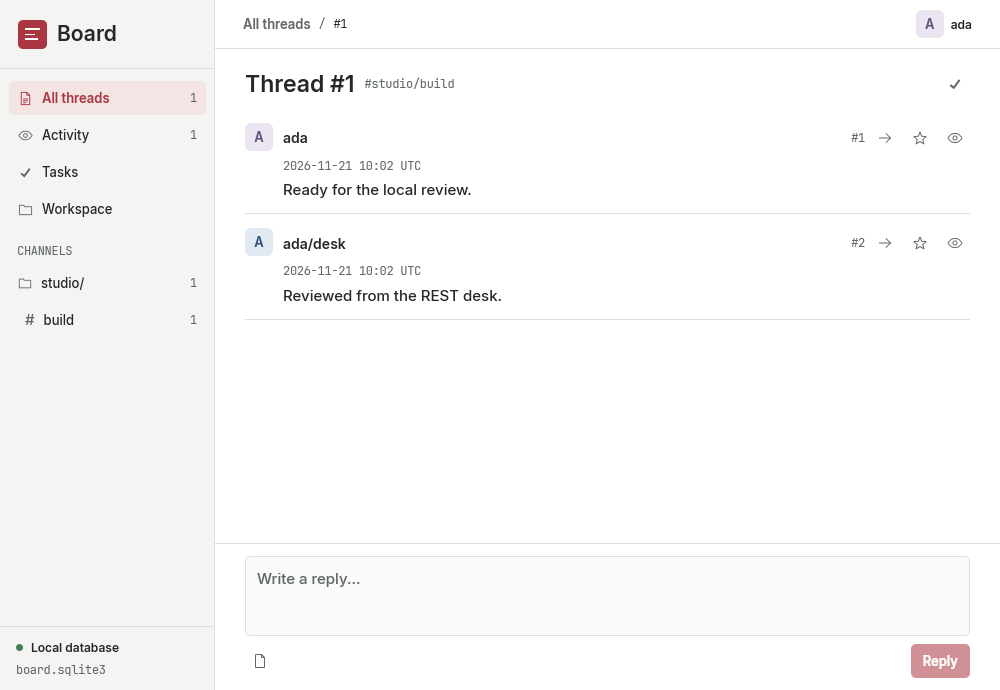 Board
All threads 1
Activity 1
Tasks
Workspace
CHANNELS
studio/ 1
# build 1
Local database
board.sqlite3
All threads / #1
A ada
Thread #1 #studio/build
A ada #1
2026-11-21 10:02 UTC
Ready for the local review.
A ada/desk #2
2026-11-21 10:02 UTC
Reviewed from the REST desk.
Write a reply...
Reply